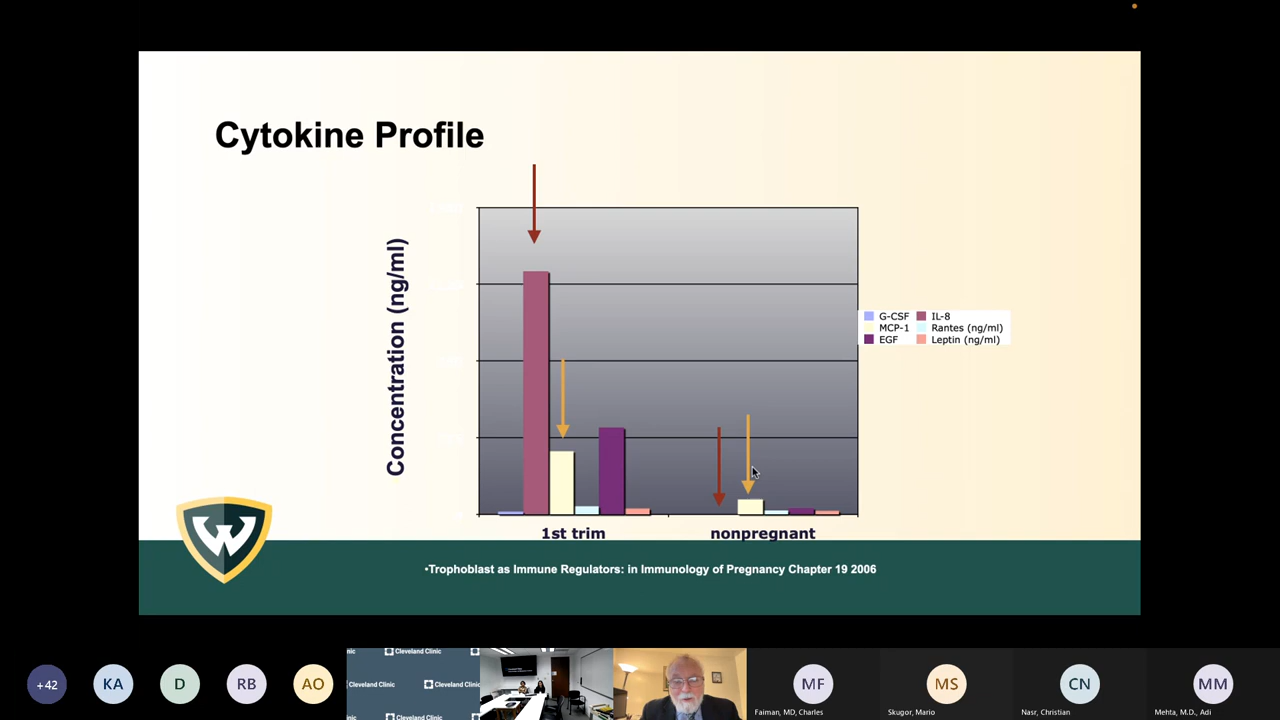 Cytokine Profile
Concentration (ng/ml)
G-CSF IL-8
MCP-1 Rantes (ng/ml)
EGF Leptin (ng/ml)
1st trim nonpregnant
W
•Trophoblast as Immune Regulators: in Immunology of Pregnancy Chapter 19 2006
+42 KA D RB AO MF MS CN MM
Cleveland Clinic
Cleveland Clinic Cleveland Clinic
Cleveland Clinic
Faiman, MD, Charles Skugor, Mario Nasr, Christian Mehta, M.D., Adi